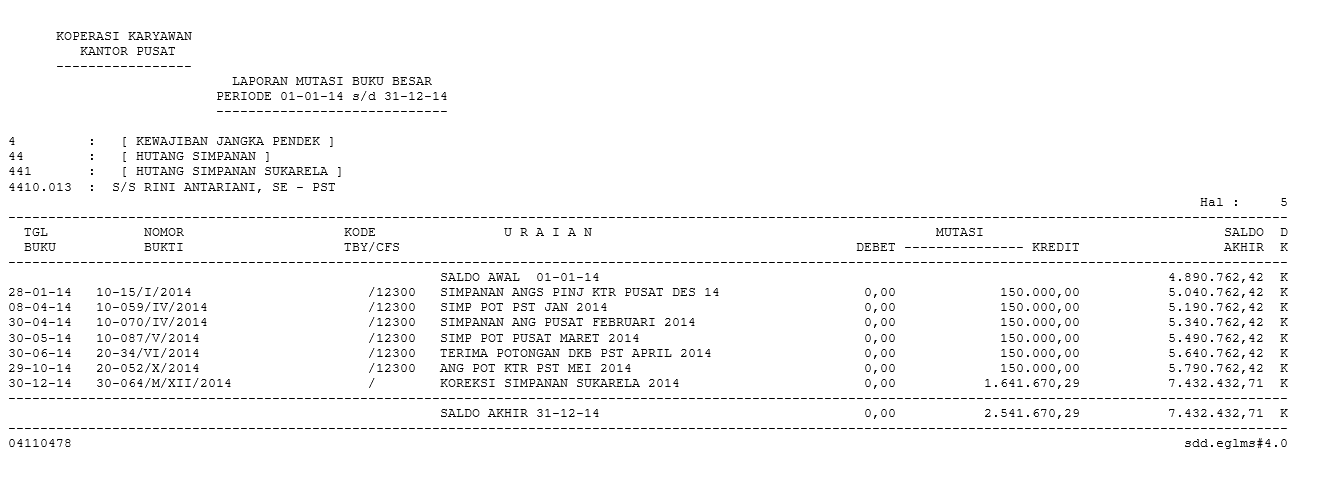 KOPERASI KARYAWAN
KANTOR PUSAT
-----------------
LAPORAN MUTASI BUKU BESAR
PERIODE 01-01-14 s/d 31-12-14
-----------------------------
4 : [ KEWAJIBAN JANGKA PENDEK ]
44 : [ HUTANG SIMPANAN ]
441 : [ HUTANG SIMPANAN SUKARELA ]
4410.013 : S/S RINI ANTARIANI, SE - PST
Hal : 5
TGL NOMOR KODE U R A I A N MUTASI SALDO D
BUKU BUKTI TBY/CFS DEBET --------------- KREDIT AKHIR K
SALDO AWAL 01-01-14 4.890.762,42 K
28-01-14 10-15/I/2014 /12300 SIMPANAN ANGS PINJ KTR PUSAT DES 14 0,00 150.000,00 5.040.762,42 K
08-04-14 10-059/IV/2014 /12300 SIMP POT PST JAN 2014 0,00 150.000,00 5.190.762,42 K
30-04-14 10-070/IV/2014 /12300 SIMPANAN ANG PUSAT FEBRUARI 2014 0,00 150.000,00 5.340.762,42 K
30-05-14 10-087/V/2014 /12300 SIMP POT PUSAT MARET 2014 0,00 150.000,00 5.490.762,42 K
30-06-14 20-34/VI/2014 /12300 TERIMA POTONGAN DKB PST APRIL 2014 0,00 150.000,00 5.640.762,42 K
29-10-14 20-052/X/2014 /12300 ANG POT KTR PST MEI 2014 0,00 150.000,00 5.790.762,42 K
30-12-14 30-064/M/XII/2014 / KOREKSI SIMPANAN SUKARELA 2014 0,00 1.641.670,29 7.432.432,71 K
SALDO AKHIR 31-12-14 0,00 2.541.670,29 7.432.432,71 K
04110478 sdd.eglms#4.0